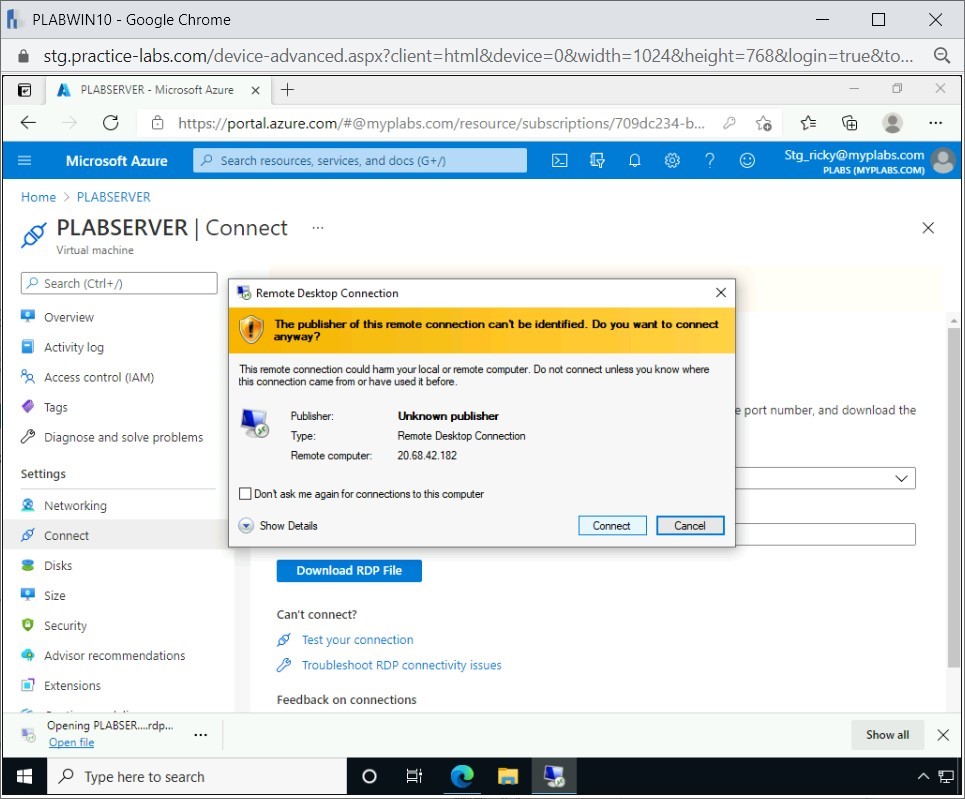 PLABWIN10 - Google Chrome
stg.practice-labs.com/device-advanced.aspx?client=html&device=0&width=1024&height=768&login=true&to...
PLABSERVER - Microsoft Azure
https://portal.azure.com/#@myplabs.com/resource/subscriptions/709dc234-b...
Microsoft Azure
Search resources, services, and docs (G+/)
Stg_ricky@myplabs.com
PLABS (MYPLABS.COM)
Home > PLABSERVER
PLABSERVER | Connect ...
Virtual machine
Search (Ctrl+/)
Overview
Activity log
Access control (IAM)
Tags
Diagnose and solve problems
Settings
Networking
Connect
Disks
Size
Security
Advisor recommendations
Extensions
Remote Desktop Connection
The publisher of this remote connection can't be identified. Do you want to connect
anyway?
This remote connection could harm your local or remote computer. Do not connect unless you know where
this connection came from or have used it before.
Publisher: Unknown publisher
Type: Remote Desktop Connection
Remote computer: 20.68.42.182
Don't ask me again for connections to this computer
Show Details
Connect Cancel
e port number, and download the
Download RDP File
Can't connect?
Test your connection
Troubleshoot RDP connectivity issues
Feedback on connections
Opening PLABSER....rdp...
Open file
...
Show all
Type here to search